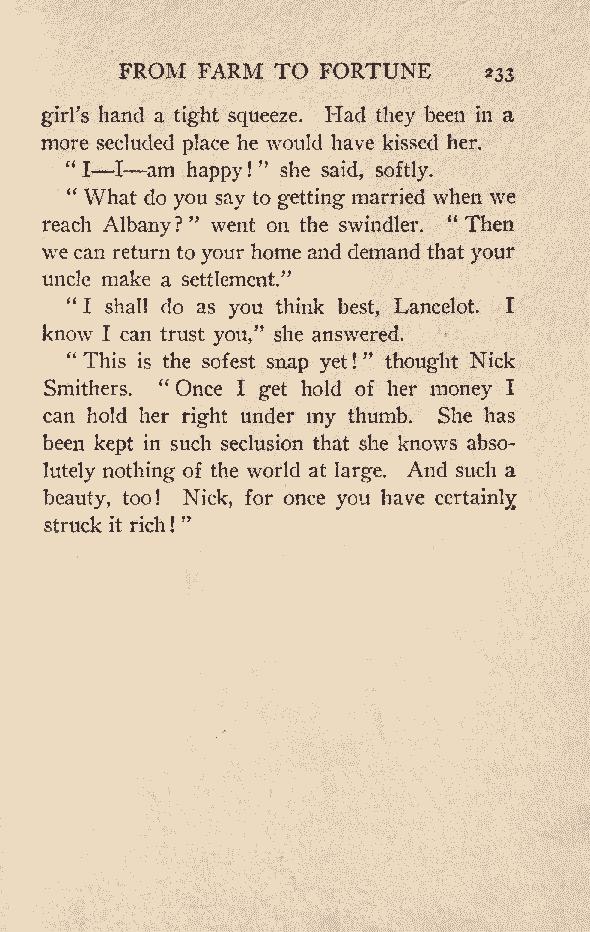 FROM FARM TO FORTUNE 233
girl's hand a tight squeeze. Had they been in a
more secluded place he would have kissed her.
"I—I—am happy!" she said, softly.
"What do you say to getting married when we
reach Albany?" went on the swindler. "Then
we can return to your home and demand that your
uncle make a settlement."
"I shall do as you think best, Lancelot. I
know I can trust you," she answered.
"This is the sofest snap yet!" thought Nick
Smithers. "Once I get hold of her money I
can hold her right under my thumb. She has
been kept in such seclusion that she knows abso-
lutely nothing of the world at large. And such a
beauty, too! Nick, for once you have certainly
struck it rich!"